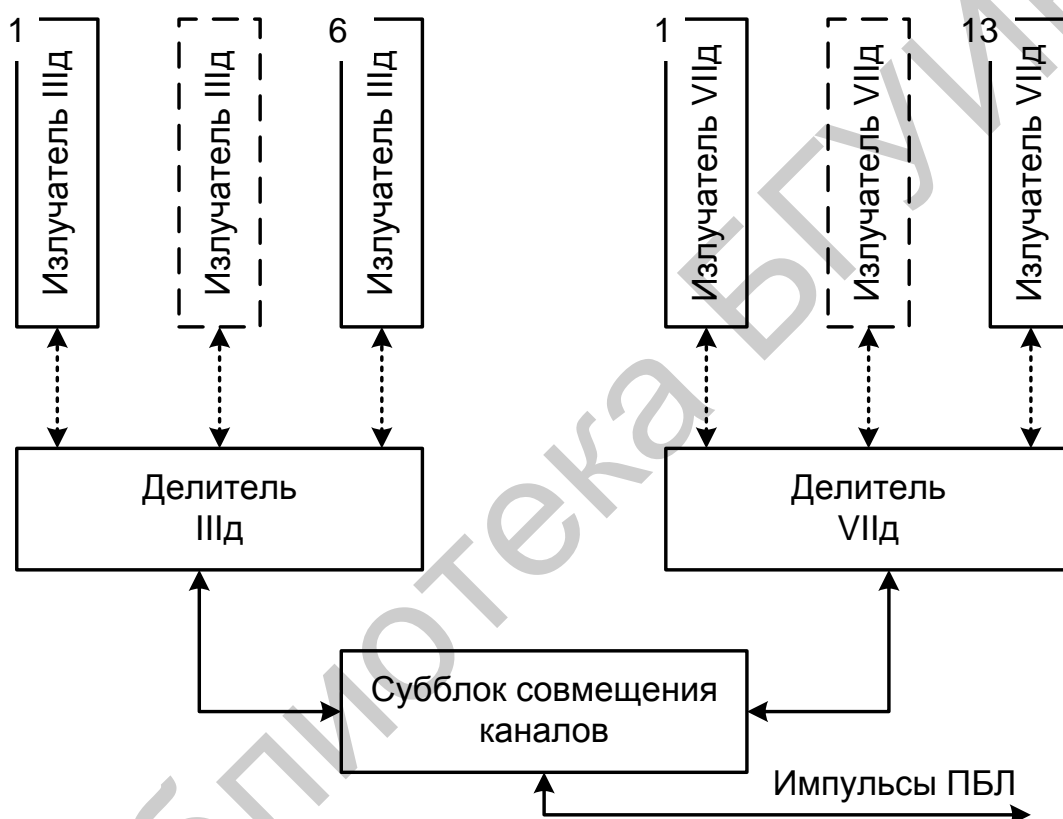 1
Излучатель IIIд
Излучатель IIIд
6
Излучатель IIIд
1
Излучатель VIIд
Излучатель VIIд
13
Излучатель VIIд
Делитель
IIIд
Делитель
VIIд
Субблок совмещения
каналов
Импульсы ПБЛ